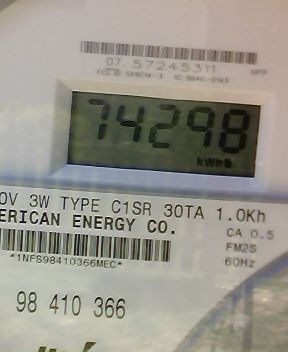 07 57245311
74298
kWh
0V 3W TYPE C1SR 30TA 1.0Kh
ERICAN ENERGY CO. CA 0.5
FM2S
*1NFS98410366MEC* 60Hz
98 410 366